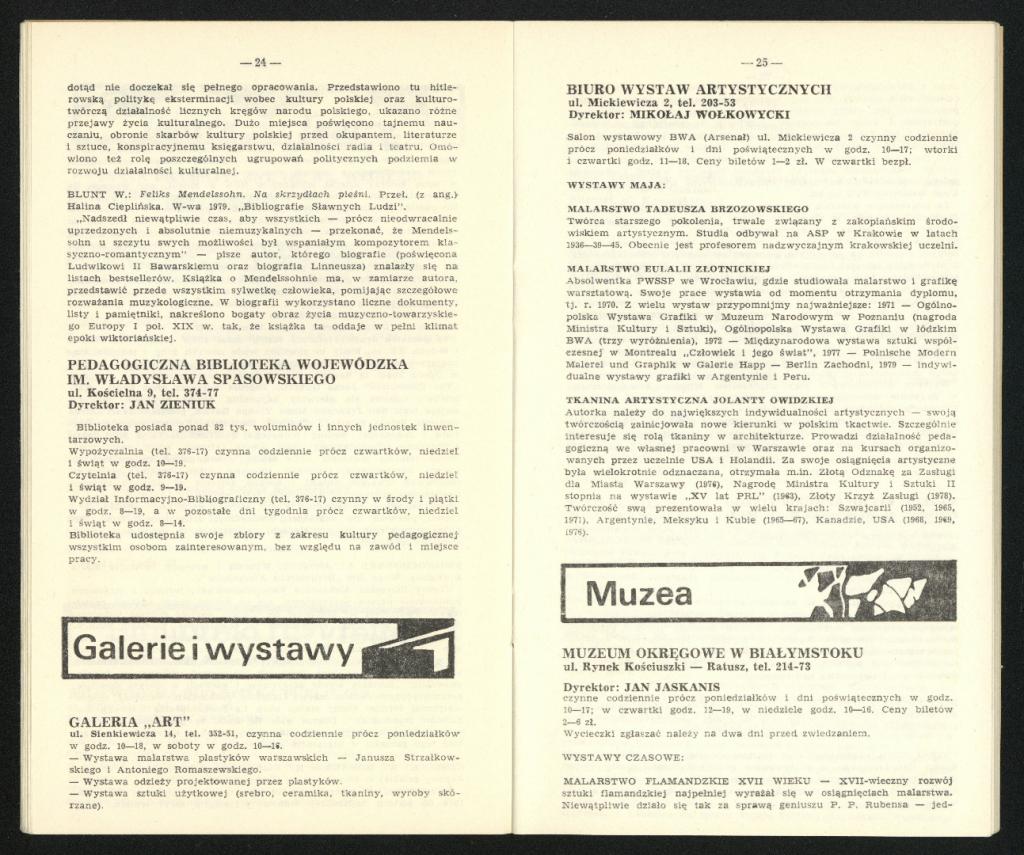 — 24 —
dotąd nie doczekał się pełnego opracowania. Przedstawiono tu hitle-
rowską politykę eksterminacji wobec kultury polskiej oraz kulturo-
twórczą działalność licznych kręgów narodu polskiego, ukazano różne
przejawy życia kulturalnego. Dużo miejsca poświęcono tajnemu nau-
czaniu, obronie skarbów kultury polskiej przed okupantem, literaturze
i sztuce, konspiracyjnemu księgarstwu, działalności radia i teatru. Omó-
wiono też rolę poszczególnych ugrupowań politycznych podziemia w
rozwoju działalności kulturalnej.
BLUNT W.: Feliks Mendelssohn. Na skrzydłach pieśni. Przeł. (z ang.)
Halina Cieplińska. W-wa 1979. „Bibliografie Sławnych Ludzi".
„Nadszedł niewątpliwie czas, aby wszystkich — prócz nieodwracalnie
uprzedzonych i absolutnie niemuzykalnych — przekonać, że Mendels-
sohn u szczytu swych możliwości był wspaniałym kompozytorem kla-
syczno-romantycznym" — pisze autor, którego biografie (poświęcona
Ludwikowi II Bawarskiemu oraz biografia Linneusza) znalazły się na
listach bestsellerów. Książka o Mendelssohnie ma, w zamiarze autora,
przedstawić przede wszystkim sylwetkę człowieka, pomijając szczegółowe
rozważania muzykologiczne. W biografii wykorzystano liczne dokumenty,
listy i pamiętniki, nakreślono bogaty obraz życia muzyczno-towarzyskie-
go Europy I poł. XIX w. tak, że książka ta oddaje w pełni klimat
epoki wiktoriańskiej.
PEDAGOGICZNA BIBLIOTEKA WOJEWÓDZKA
IM. WŁADYSŁAWA SPASOWSKIEGO
ul. Kościelna 9, tel. 374-77
Dyrektor: JAN ZIENIUK
Biblioteka posiada ponad 82 tys. woluminów i innych jednostek inwen-
tarzowych.
Wypożyczalnia (tel. 376-17) czynna codziennie prócz czwartków, niedziel
i świąt w godz. 10—19.
Czytelnia (tel. 376-17) czynna codziennie prócz czwartków, niedziel
i świąt w godz. 9—19.
Wydział Informacyjno-Bibliograficzny (tel. 376-17) czynny w środy i piątki
w godz. 8—19, a w pozostałe dni tygodnia prócz czwartków, niedziel
i świąt w godz. 8—14.
Biblioteka udostępnia swoje zbiory z zakresu kultury pedagogicznej
wszystkim osobom zainteresowanym, bez względu na zawód i miejsce
pracy.
Galerie i wystawy
GALERIA „ART"
ul. Sienkiewicza 14, tel. 352-51, czynna codziennie prócz poniedziałków
w godz. 10—18, w soboty w godz. 10—16.
— Wystawa malarstwa plastyków warszawskich — Janusza Strzałkow-
skiego i Antoniego Romaszewskiego.
— Wystawa odzieży projektowanej przez plastyków.
— Wystawa sztuki użytkowej (srebro, ceramika, tkaniny, wyroby skó-
rzane).
— 25 —
BIURO WYSTAW ARTYSTYCZNYCH
ul. Mickiewicza 2, tel. 203-53
Dyrektor: MIKOŁAJ WOŁKOWYCKI
Salon wystawowy BWA (Arsenał) ul. Mickiewicza 2 czynny codziennie
prócz poniedziałków i dni poświątecznych w godz. 10—17; wtorki
i czwartki godz. 11—18. Ceny biletów 1—2 zł. W czwartki bezpł.
WYSTAWY MAJA:
MALARSTWO TADEUSZA BRZOZOWSKIEGO
Twórca starszego pokolenia, trwale związany z zakopiańskim środo-
wiskiem artystycznym. Studia odbywał na ASP w Krakowie w latach
1936—39—45. Obecnie jest profesorem nadzwyczajnym krakowskiej uczelni.
MALARSTWO EULALII ZŁOTNICKIEJ
Absolwentka PWSSP we Wrocławiu, gdzie studiowała malarstwo i grafikę
warsztatową. Swoje prace wystawia od momentu otrzymania dyplomu,
tj. r. 1970. Z wielu wystaw przypomnijmy najważniejsze: 1971 — Ogólno-
polska Wystawa Grafiki w Muzeum Narodowym w Poznaniu (nagroda
Ministra Kultury i Sztuki), Ogólnopolska Wystawa Grafiki w łódzkim
BWA (trzy wyróżnienia), 1972 — Międzynarodowa wystawa sztuki współ-
czesnej w Montrealu „Człowiek i jego świat", 1977 — Polnische Modern
Malerei und Graphik w Galerie Happ — Berlin Zachodni, 1979 — indywi-
dualne wystawy grafiki w Argentynie i Peru.
TKANINA ARTYSTYCZNA JOLANTY OWIDZKIEJ
Autorka należy do największych indywidualności artystycznych — swoją
twórczością zainicjowała nowe kierunki w polskim tkactwie. Szczególnie
interesuje się rolą tkaniny w architekturze. Prowadzi działalność peda-
gogiczną we własnej pracowni w Warszawie oraz na kursach organizo-
wanych przez uczelnie USA i Holandii. Za swoje osiągnięcia artystyczne
była wielokrotnie odznaczana, otrzymała m.in. Złotą Odznakę za Zasługi
dla Miasta Warszawy (1976), Nagrodę Ministra Kultury i Sztuki II
stopnia na wystawie „XV lat PRL" (1963), Złoty Krzyż Zasługi (1978).
Twórczość swą prezentowała w wielu krajach: Szwajcarii (1952, 1965,
1971), Argentynie, Meksyku i Kubie (1965—67), Kanadzie, USA (1968, 1969,
1976).
Muzea
MUZEUM OKRĘGOWE W BIAŁYMSTOKU
ul. Rynek Kościuszki — Ratusz, tel. 214-73
Dyrektor: JAN JASKANIS
czynne codziennie prócz poniedziałków i dni poświątecznych w godz.
10—17; w czwartki godz. 12—19, w niedziele godz. 10—16. Ceny biletów
2—6 zł.
Wycieczki zgłaszać należy na dwa dni przed zwiedzaniem.
WYSTAWY CZASOWE:
MALARSTWO FLAMANDZKIE XVII WIEKU — XVII-wieczny rozwój
sztuki flamandzkiej najpełniej wyrażał się w osiągnięciach malarstwa.
Niewątpliwie działo się tak za sprawą geniuszu P. P. Rubensa — jed-